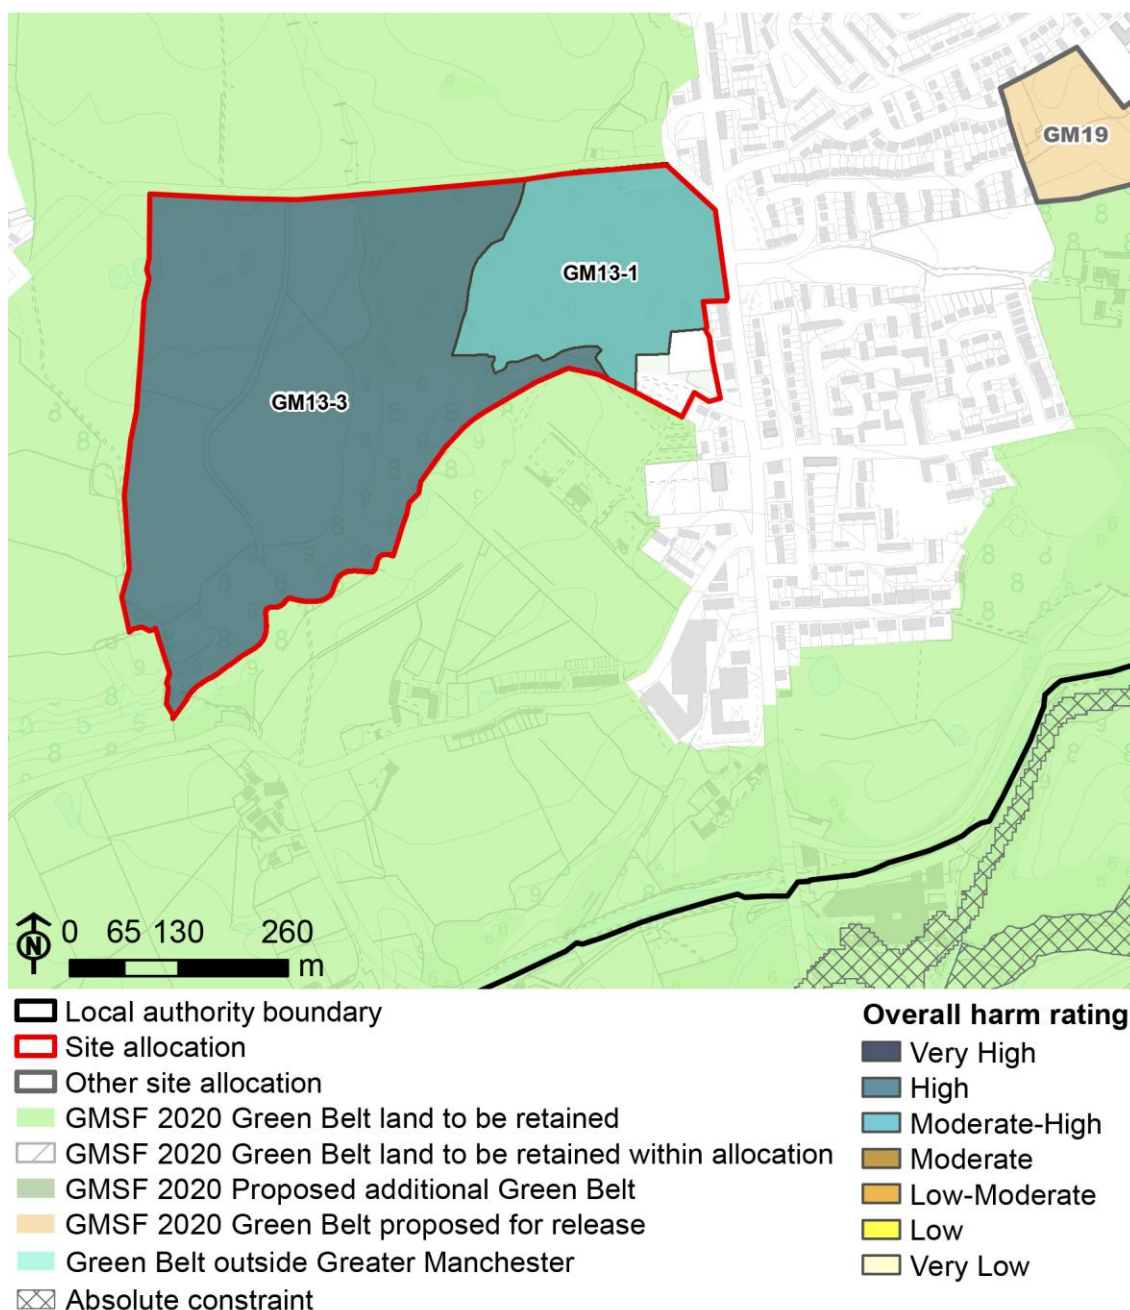 GM19
GM13-1
GM13-3
N 0 65 130 260
m
Local authority boundary
Site allocation
Other site allocation
GMSF 2020 Green Belt land to be retained
GMSF 2020 Green Belt land to be retained within allocation
GMSF 2020 Proposed additional Green Belt
GMSF 2020 Green Belt proposed for release
Green Belt outside Greater Manchester
Absolute constraint
Overall harm rating
Very High
High
Moderate-High
Moderate
Low-Moderate
Low
Very Low